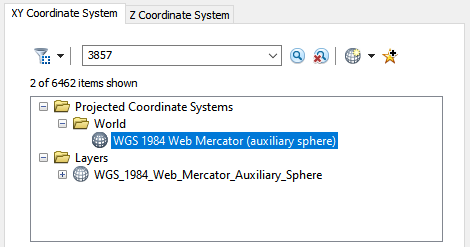 XY Coordinate System Z Coordinate System
3857
2 of 6462 items shown
Projected Coordinate Systems
World
WGS 1984 Web Mercator (auxiliary sphere)
Layers
WGS_1984_Web_Mercator_Auxiliary_Sphere